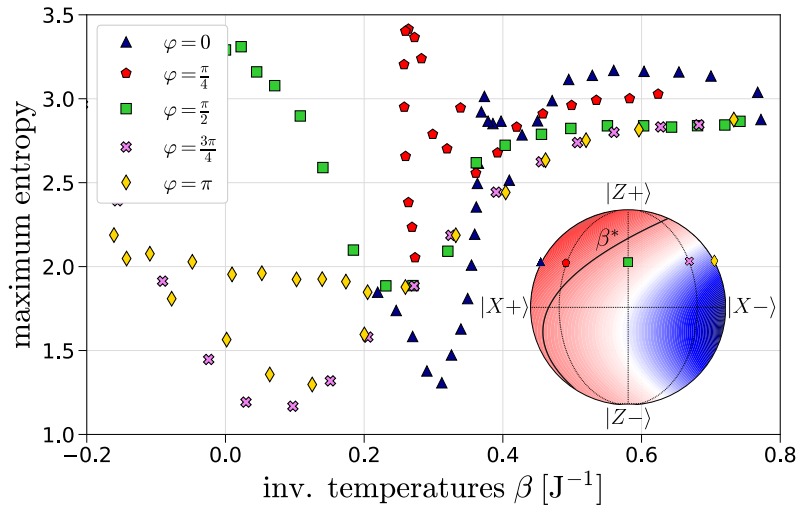 3.5
3.0
2.5
2.0
1.5
1.0
maximum entropy
φ = 0
φ = π/4
φ = π/2
φ = 3π/4
φ = π
|Z+⟩
β*
|X+⟩
|X−⟩
|Z−⟩
−0.2
0.0
0.2
0.4
0.6
0.8
inv. temperatures β [J⁻¹]